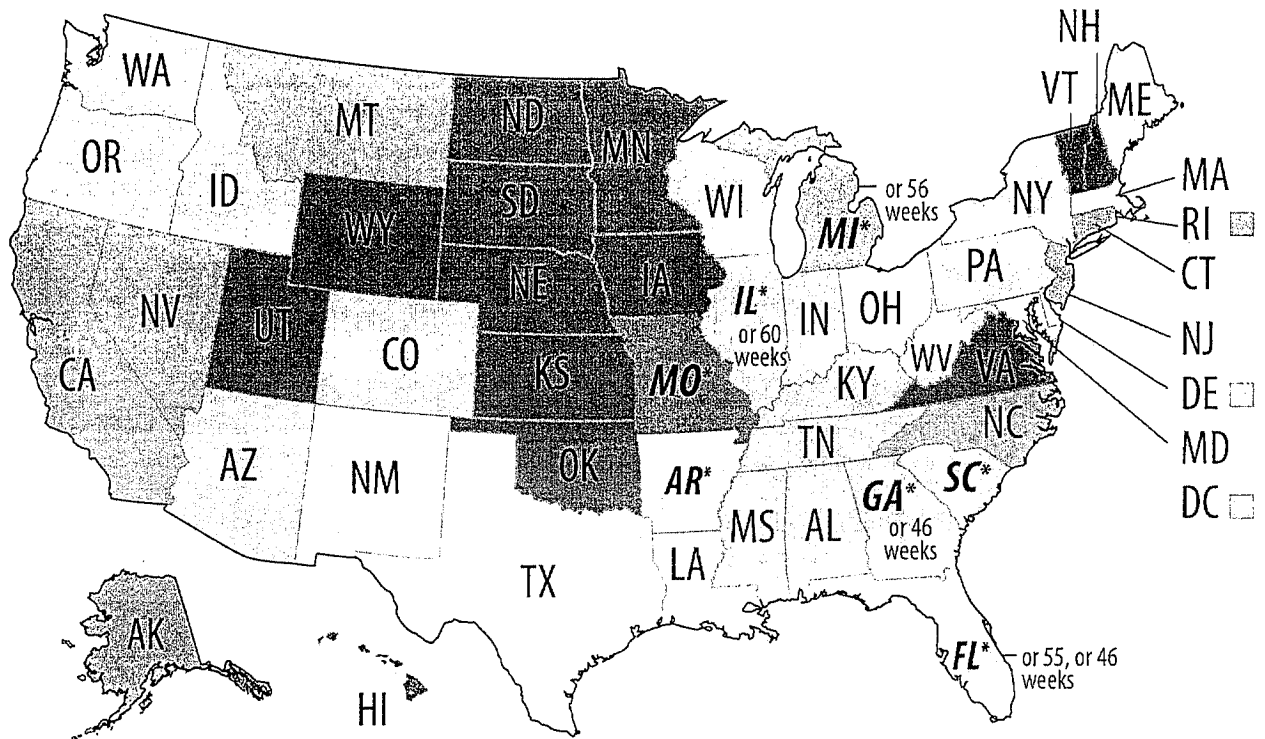 NH
VT
ME
WA
MT
ND
MN
OR
ID
WI
or 56
weeks
MI*
NY
MA
RI
CT
SD
WY
NE
IA
PA
NJ
NV
UT
CO
IL*
or 60
weeks
IN
OH
WV
VA
DE
CA
KS
MO*
KY
MD
NC
TN
DC
AZ
NM
OK
AR*
GA*
or 46
weeks
SC*
MS
AL
LA
TX
AK
HI
FL*
or 55, or 46
weeks